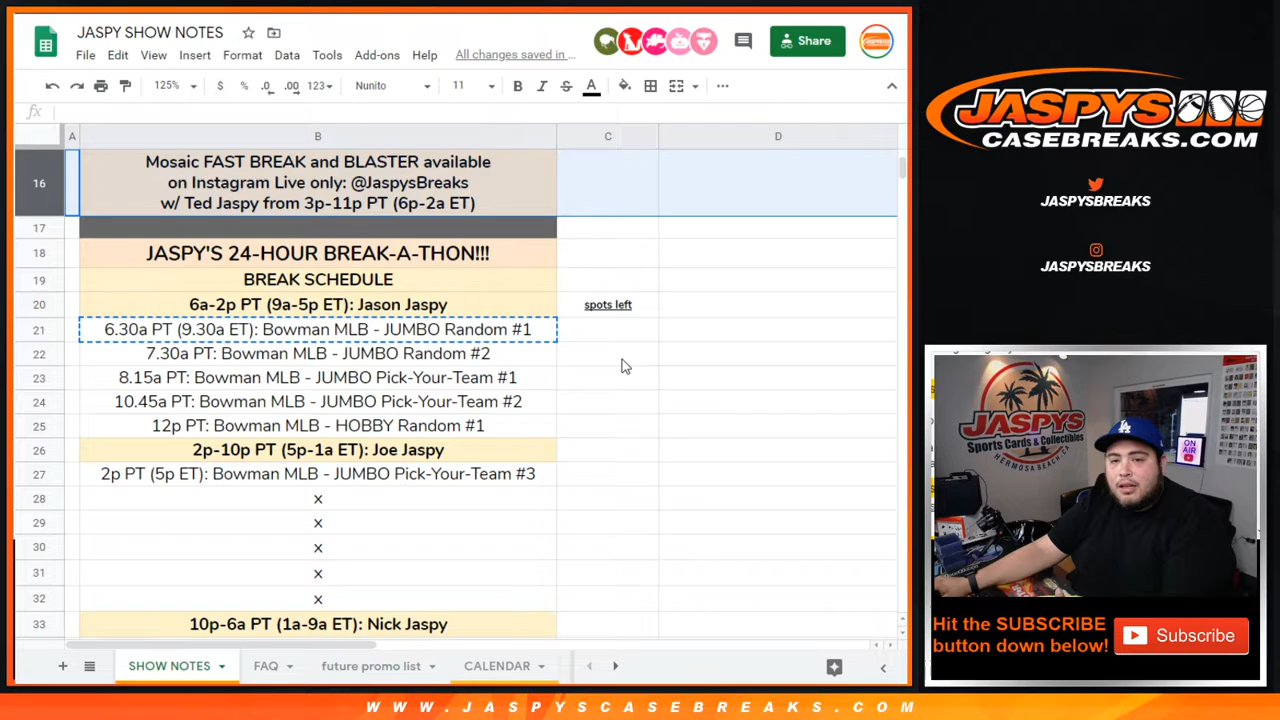 JASPY SHOW NOTES
File Edit View Insert Format Data Tools Add-ons Help All changes saved in …
Share
125% $ % .0 .00 123 Nunito 11 B I S A
fx
A B C D
16 Mosaic FAST BREAK and BLASTER available
on Instagram Live only: @JaspysBreaks
w/ Ted Jaspy from 3p-11p PT (6p-2a ET)
17
18 JASPY'S 24-HOUR BREAK-A-THON!!!
19 BREAK SCHEDULE
20 6a-2p PT (9a-5p ET): Jason Jaspy spots left
21 6.30a PT (9.30a ET): Bowman MLB - JUMBO Random #1
22 7.30a PT: Bowman MLB - JUMBO Random #2
23 8.15a PT: Bowman MLB - JUMBO Pick-Your-Team #1
24 10.45a PT: Bowman MLB - JUMBO Pick-Your-Team #2
25 12p PT: Bowman MLB - HOBBY Random #1
26 2p-10p PT (5p-1a ET): Joe Jaspy
27 2p PT (5p ET): Bowman MLB - JUMBO Pick-Your-Team #3
28 x
29 x
30 x
31 x
32 x
33 10p-6a PT (1a-9a ET): Nick Jaspy
SHOW NOTES FAQ future promo list CALENDAR
JASPYS
CASEBREAKS.COM
JASPYSBREAKS
JASPYSBREAKS
JASPYS
Sports Cards & Collectibles
HERMOSA BEACH, CA
ON AIR
LA
Hit the SUBSCRIBE
button down below!
Subscribe
WWW.JASPYSCASEBREAKS.COM